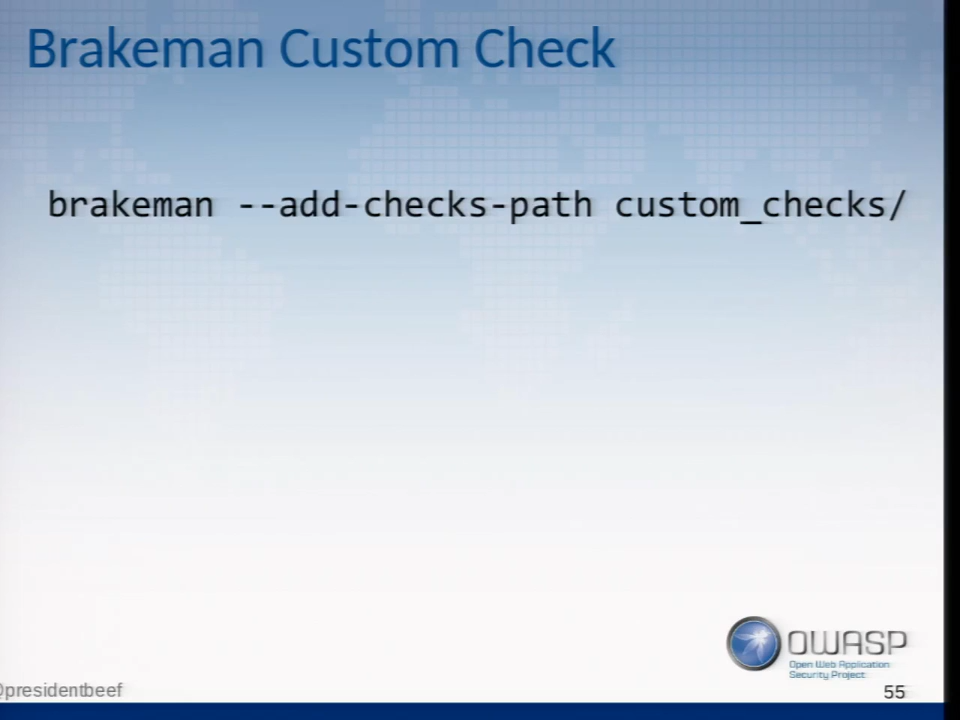 Brakeman Custom Check
brakeman --add-checks-path custom_checks/
OWASP
Open Web Application
Security Project
@presidentbeef
55